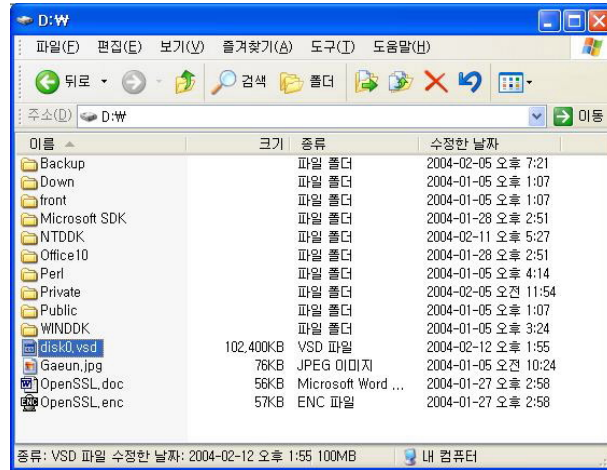 D:₩
파일(F) 편집(E) 보기(V) 즐겨찾기(A) 도구(T) 도움말(H)
뒤로 검색 폴더
주소(D) D:₩ 이동
이름 크기 종류 수정한 날짜
Backup 파일 폴더 2004-02-05 오후 7:21
Down 파일 폴더 2004-01-05 오후 1:07
front 파일 폴더 2004-01-05 오후 1:07
Microsoft SDK 파일 폴더 2004-01-28 오후 2:51
NTDDK 파일 폴더 2004-02-11 오후 5:27
Office10 파일 폴더 2004-01-28 오후 2:51
Perl 파일 폴더 2004-01-05 오후 4:14
Private 파일 폴더 2004-02-05 오전 11:54
Public 파일 폴더 2004-01-05 오후 1:07
WINDDK 파일 폴더 2004-01-05 오후 3:24
disk0.vsd 102,400KB VSD 파일 2004-02-12 오후 1:55
Gaeun.jpg 76KB JPEG 이미지 2004-01-05 오전 10:24
OpenSSL.doc 56KB Microsoft Word ... 2004-01-27 오후 2:58
OpenSSL.enc 57KB ENC 파일 2004-01-27 오후 2:58
종류: VSD 파일 수정한 날짜: 2004-02-12 오후 1:55 100MB 내 컴퓨터